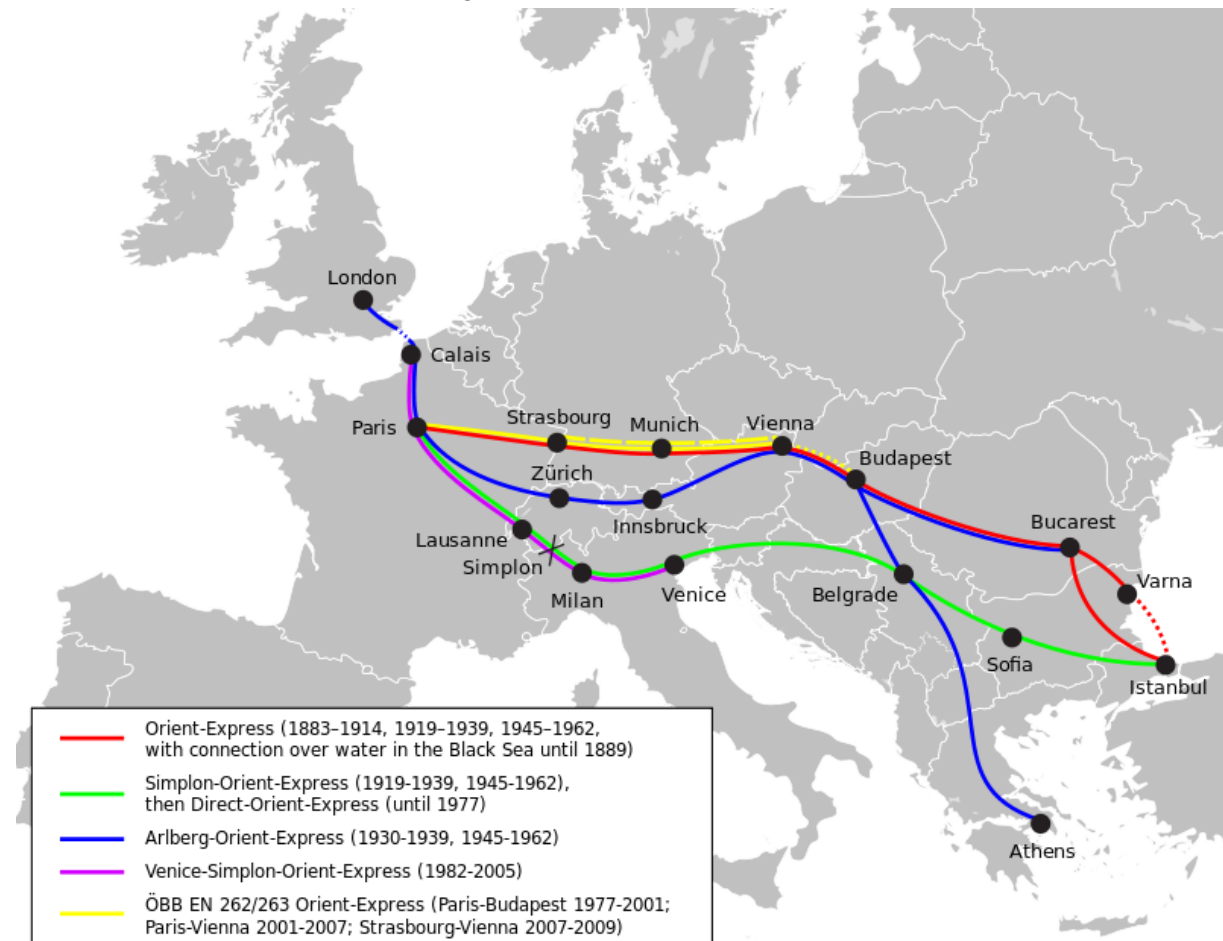 London
Calais
Paris
Strasbourg
Munich
Vienna
Budapest
Zürich
Innsbruck
Bucarest
Lausanne
Simplon
Milan
Venice
Belgrade
Varna
Sofia
Istanbul
Athens
Orient-Express (1883–1914, 1919–1939, 1945–1962,
with connection over water in the Black Sea until 1889)
Simplon-Orient-Express (1919-1939, 1945-1962),
then Direct-Orient-Express (until 1977)
Arlberg-Orient-Express (1930-1939, 1945-1962)
Venice-Simplon-Orient-Express (1982-2005)
ÖBB EN 262/263 Orient-Express (Paris-Budapest 1977-2001;
Paris-Vienna 2001-2007; Strasbourg-Vienna 2007-2009)